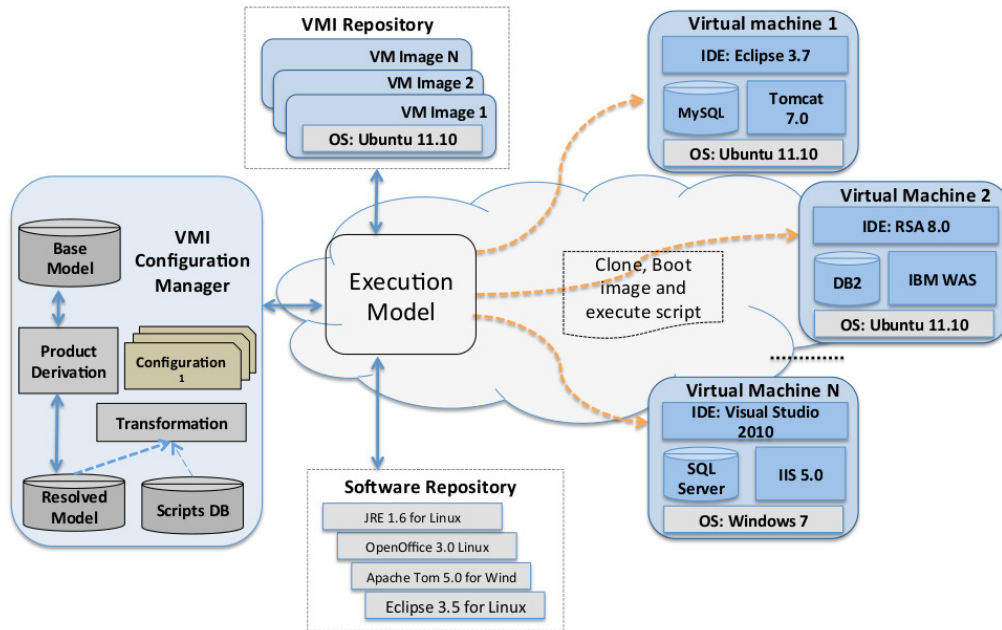 VMI Repository
VM Image N
VM Image 2
VM Image 1
OS: Ubuntu 11.10
Virtual machine 1
IDE: Eclipse 3.7
MySQL
Tomcat
7.0
OS: Ubuntu 11.10
VMI
Configuration
Manager
Base
Model
Product
Derivation
Configuration
1
Transformation
Resolved
Model
Scripts DB
Execution
Model
Clone, Boot
image and
execute script
Virtual Machine 2
IDE: RSA 8.0
DB2
IBM WAS
OS: Ubuntu 11.10
Virtual Machine N
IDE: Visual Studio
2010
SQL
Server
IIS 5.0
OS: Windows 7
Software Repository
JRE 1.6 for Linux
OpenOffice 3.0 Linux
Apache Tom 5.0 for Wind
Eclipse 3.5 for Linux